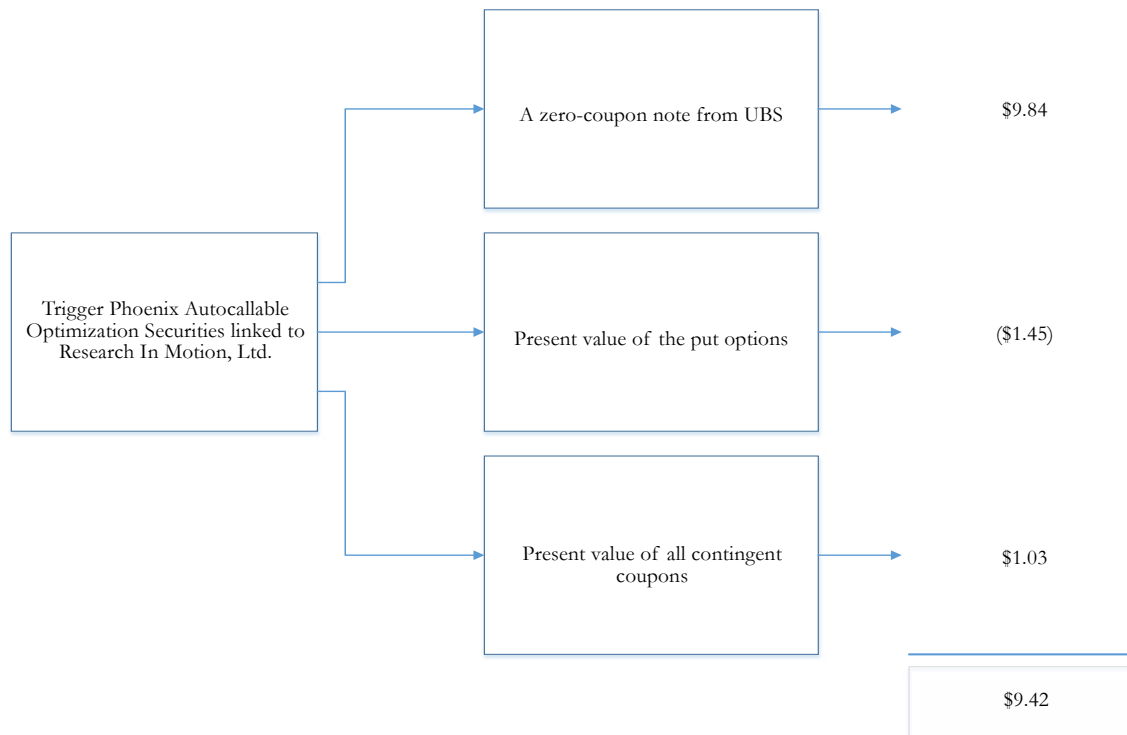 A zero-coupon note from UBS
$9.84
Trigger Phoenix Autocallable
Optimization Securities linked to
Research In Motion, Ltd.
Present value of the put options
($1.45)
Present value of all contingent
coupons
$1.03
$9.42